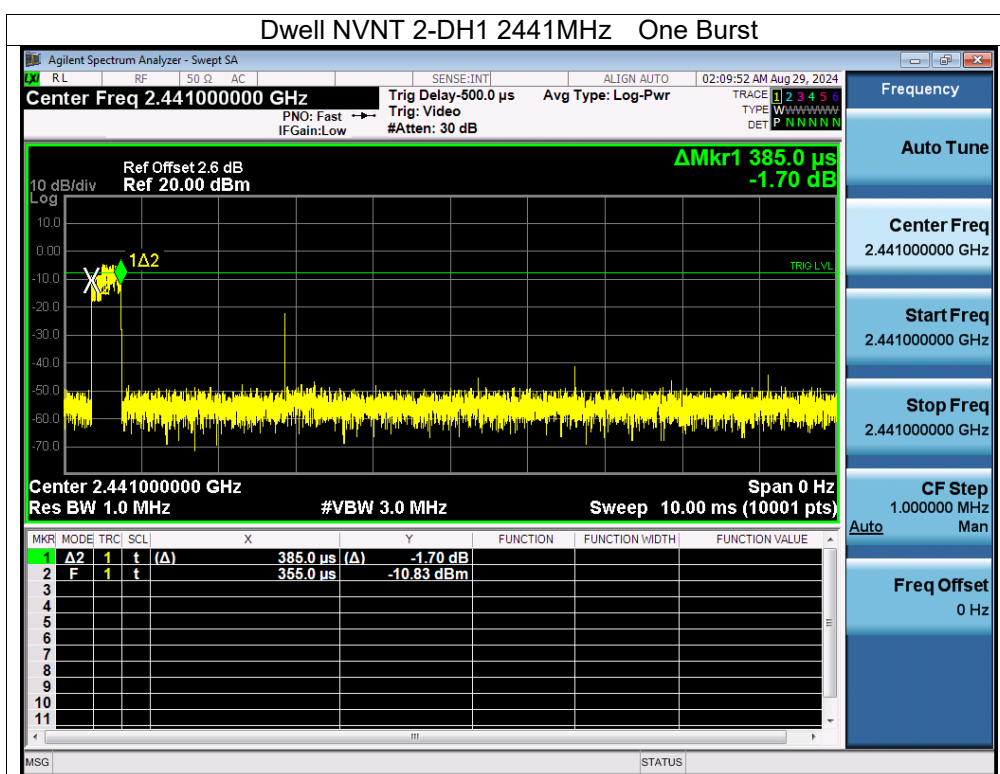 Dwell NVNT 2-DH1 2441MHz One Burst
Agilent Spectrum Analyzer - Swept SA
LXI RL RF 50 Ω AC SENSE:INT ALIGN AUTO 02:09:52 AM Aug 29, 2024
Center Freq 2.441000000 GHz Trig Delay-500.0 μs Avg Type: Log-Pwr TRACE 1 2 3 4 5 6
PNO: Fast Trig: Video TYPE WWWWWW
IFGain:Low #Atten: 30 dB DET P N N N N N
ΔMkr1 385.0 μs
-1.70 dB
Ref Offset 2.6 dB
10 dB/div Ref 20.00 dBm
Log
10.0
0.00
-10.0
-20.0
-30.0
-40.0
-50.0
-60.0
-70.0
X
1Δ2
TRIG LVL
Center 2.441000000 GHz Span 0 Hz
Res BW 1.0 MHz #VBW 3.0 MHz Sweep 10.00 ms (10001 pts)
MKR MODE TRC SCL X Y FUNCTION FUNCTION WIDTH FUNCTION VALUE
1 Δ2 1 t (Δ) 385.0 μs (Δ) -1.70 dB
2 F 1 t 355.0 μs -10.83 dBm
3
4
5
6
7
8
9
10
11
MSG STATUS
Frequency
Auto Tune
Center Freq
2.441000000 GHz
Start Freq
2.441000000 GHz
Stop Freq
2.441000000 GHz
CF Step
1.000000 MHz
Auto Man
Freq Offset
0 Hz